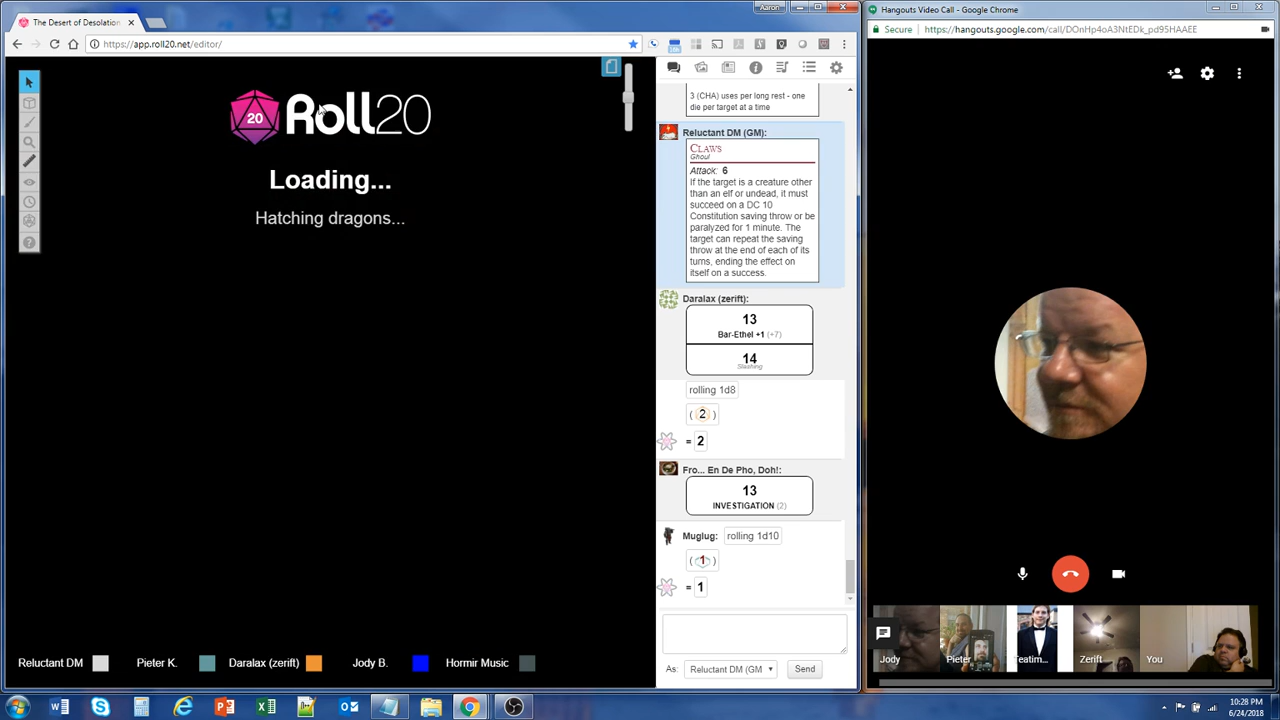 The Desert of Desolation
Aaron
https://app.roll20.net/editor/
20
Roll20
Loading...
Hatching dragons...
3 (CHA) uses per long rest - one
die per target at a time
Reluctant DM (GM):
CLAWS
Ghoul
Attack: 6
If the target is a creature other
than an elf or undead, it must
succeed on a DC 10
Constitution saving throw or be
paralyzed for 1 minute. The
target can repeat the saving
throw at the end of each of its
turns, ending the effect on
itself on a success.
Daralax (zerift):
13
Bar-Ethel +1 (+7)
14
Slashing
rolling 1d8
(2)
= 2
Fro... En De Pho, Doh!:
13
INVESTIGATION (2)
Muglug: rolling 1d10
(1)
= 1
Reluctant DM
Pieter K.
Daralax (zerift)
Jody B.
Hormir Music
As: Reluctant DM (GM Send
Hangouts Video Call - Google Chrome
Secure https://hangouts.google.com/call/DOnHp4oA3NtEDk_pd95HAAEE
Jody
Pieter
Teatim...
Zerift
You
10:28 PM
6/24/2018